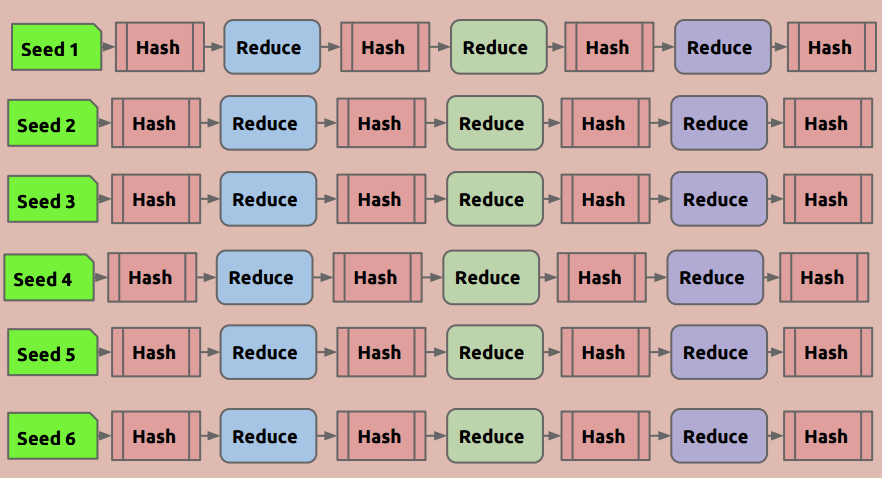 Seed 1 Hash Reduce Hash Reduce Hash Reduce Hash
Seed 2 Hash Reduce Hash Reduce Hash Reduce Hash
Seed 3 Hash Reduce Hash Reduce Hash Reduce Hash
Seed 4 Hash Reduce Hash Reduce Hash Reduce Hash
Seed 5 Hash Reduce Hash Reduce Hash Reduce Hash
Seed 6 Hash Reduce Hash Reduce Hash Reduce Hash